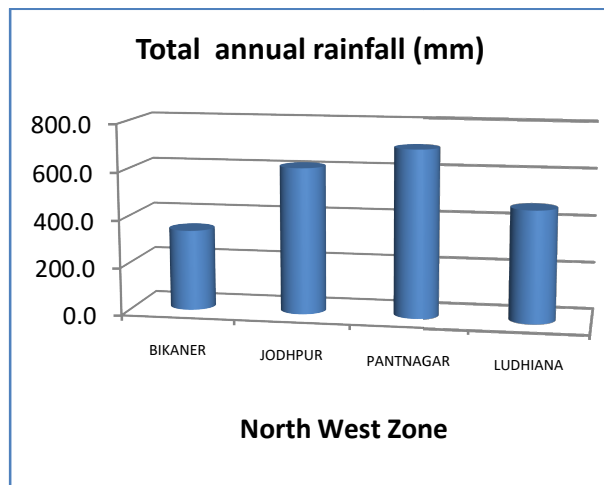 Total annual rainfall (mm)
800.0
600.0
400.0
200.0
0.0
BIKANER
JODHPUR
PANTNAGAR
LUDHIANA
North West Zone